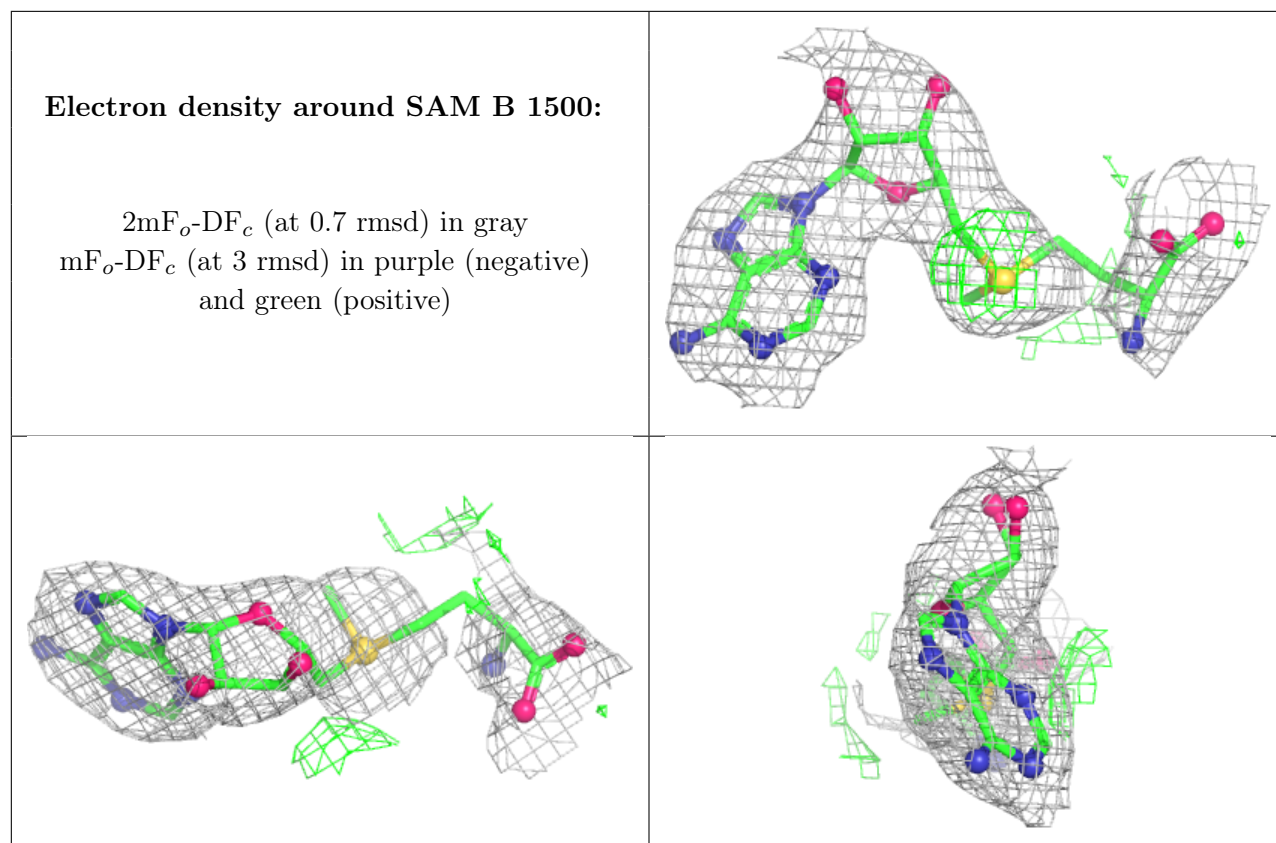 Electron density around SAM B 1500:
2mFₒ-DF𝒸 (at 0.7 rmsd) in gray
mFₒ-DF𝒸 (at 3 rmsd) in purple (negative)
and green (positive)